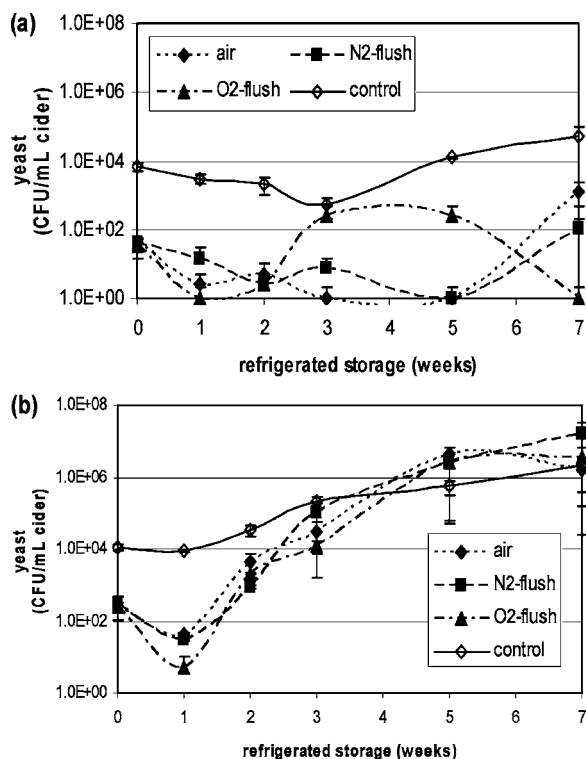 (a)
1.0E+08
1.0E+06
1.0E+04
1.0E+02
1.0E+00
yeast
(CFU/mL cider)
air
N2-flush
O2-flush
control
0 1 2 3 4 5 6 7
refrigerated storage (weeks)
(b)
1.0E+08
1.0E+06
1.0E+04
1.0E+02
1.0E+00
yeast
(CFU/mL cider)
air
N2-flush
O2-flush
control
0 1 2 3 4 5 6 7
refrigerated storage (weeks)